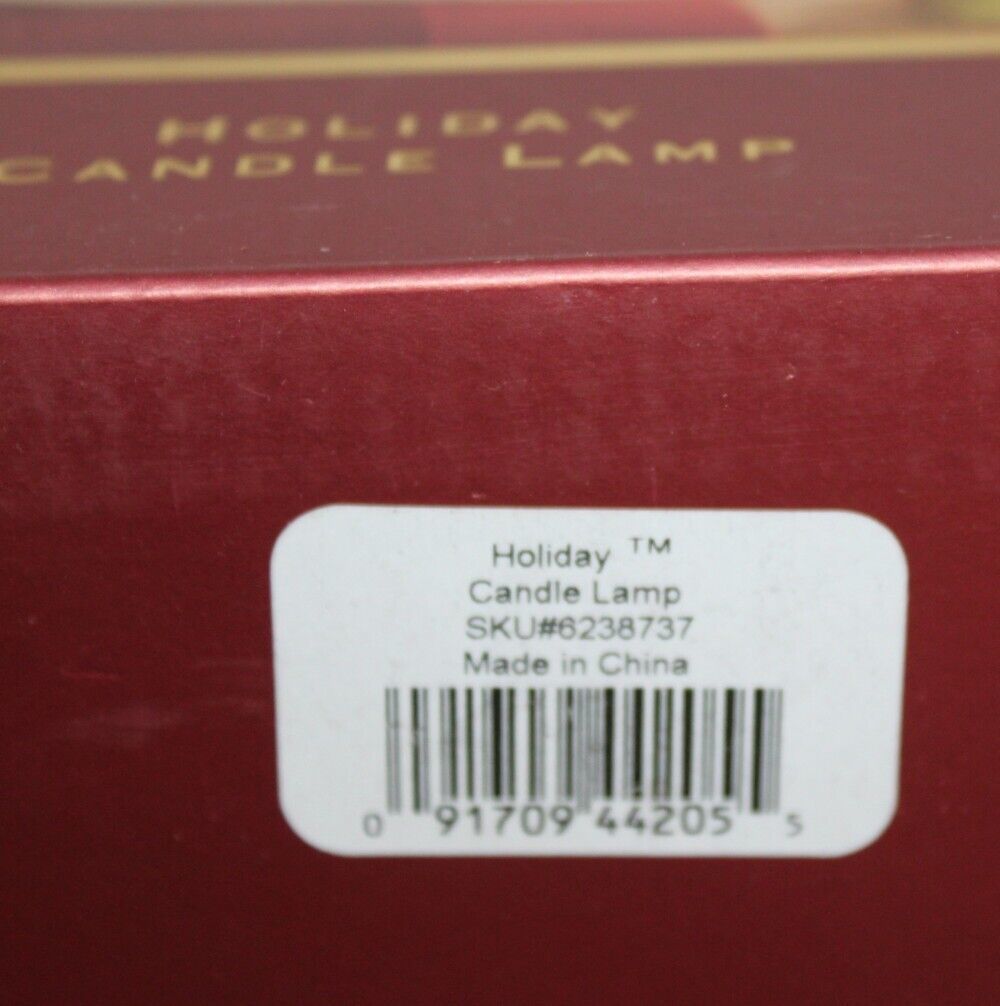 Holiday
Candle Lamp
Holiday ™
Candle Lamp
SKU#6238737
Made in China
0 91709 44205 5